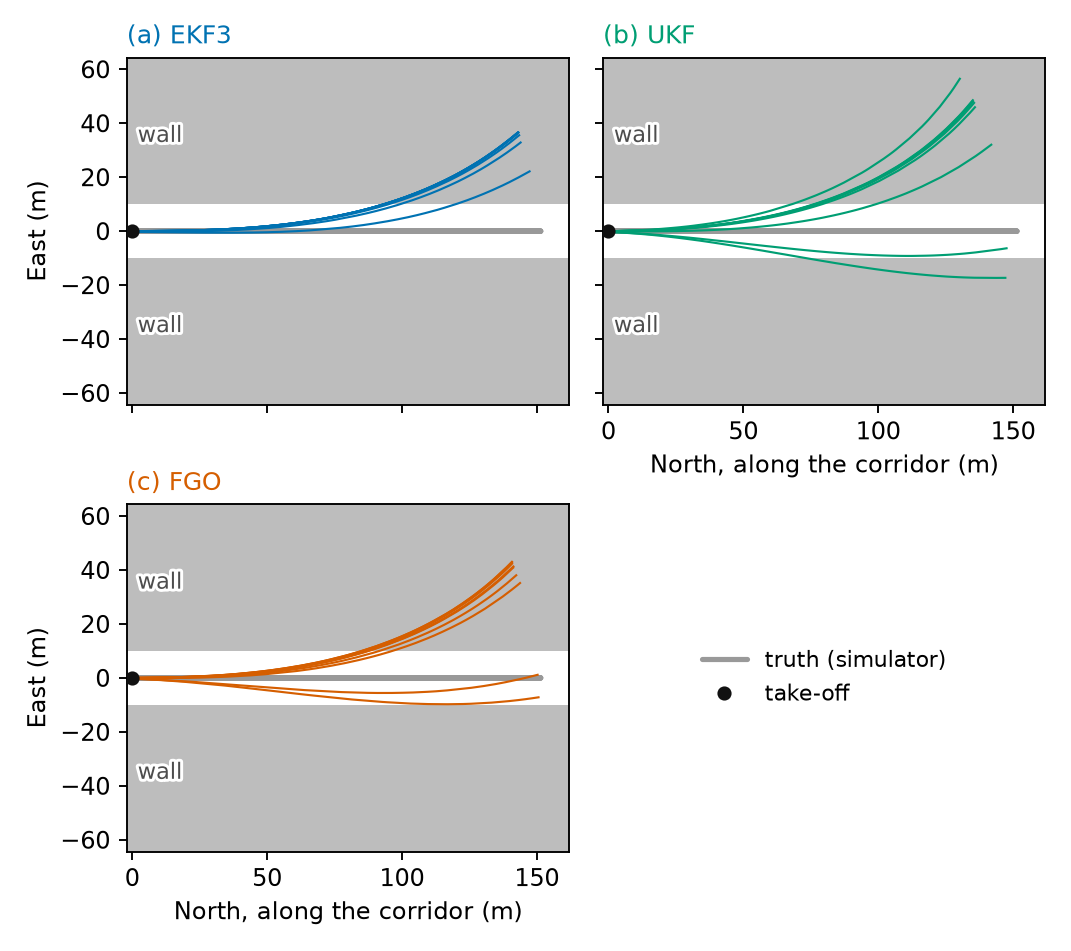 (a) EKF3
60
40
20
0
−20
−40
−60
East (m)
wall
wall
(b) UKF
wall
wall
0 50 100 150
North, along the corridor (m)
(c) FGO
60
40
20
0
−20
−40
−60
East (m)
wall
wall
0 50 100 150
North, along the corridor (m)
truth (simulator)
take-off